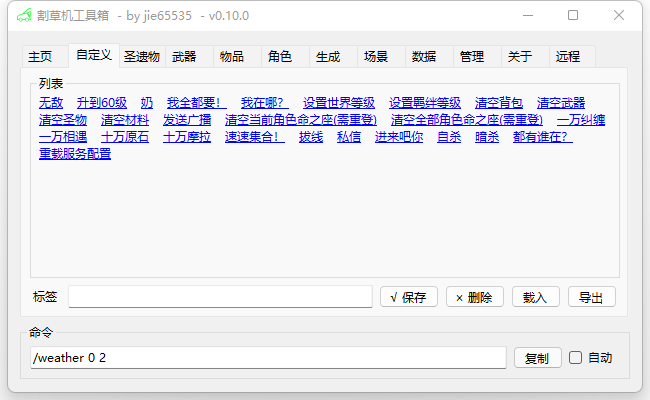 割草机工具箱 - by jie65535 - v0.10.0
主页 自定义 圣遗物 武器 物品 角色 生成 场景 数据 管理 关于 远程
列表
无敌 升到60级 奶 我全都要！ 我在哪？ 设置世界等级 设置羁绊等级 清空背包 清空武器
清空圣物 清空材料 发送广播 清空当前角色命之座(需重登) 清空全部角色命之座(需重登) 一万纠缠
一万相遇 十万原石 十万摩拉 速速集合！ 拔线 私信 进来吧你 自杀 暗杀 都有谁在？
重载服务配置
标签 √ 保存 × 删除 载入 导出
命令
/weather 0 2 复制 自动